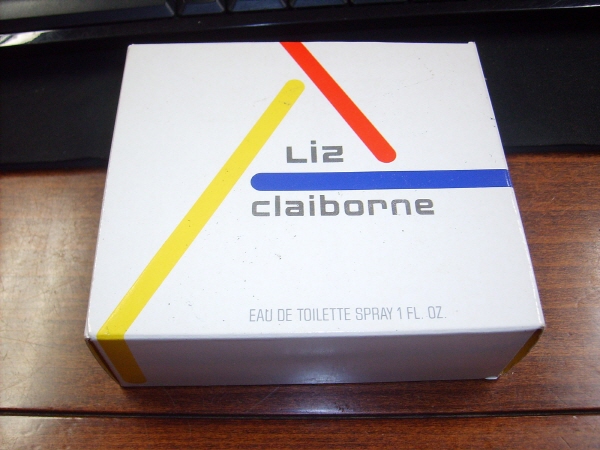 Liz
claiborne
EAU DE TOILETTE SPRAY 1 FL. OZ.